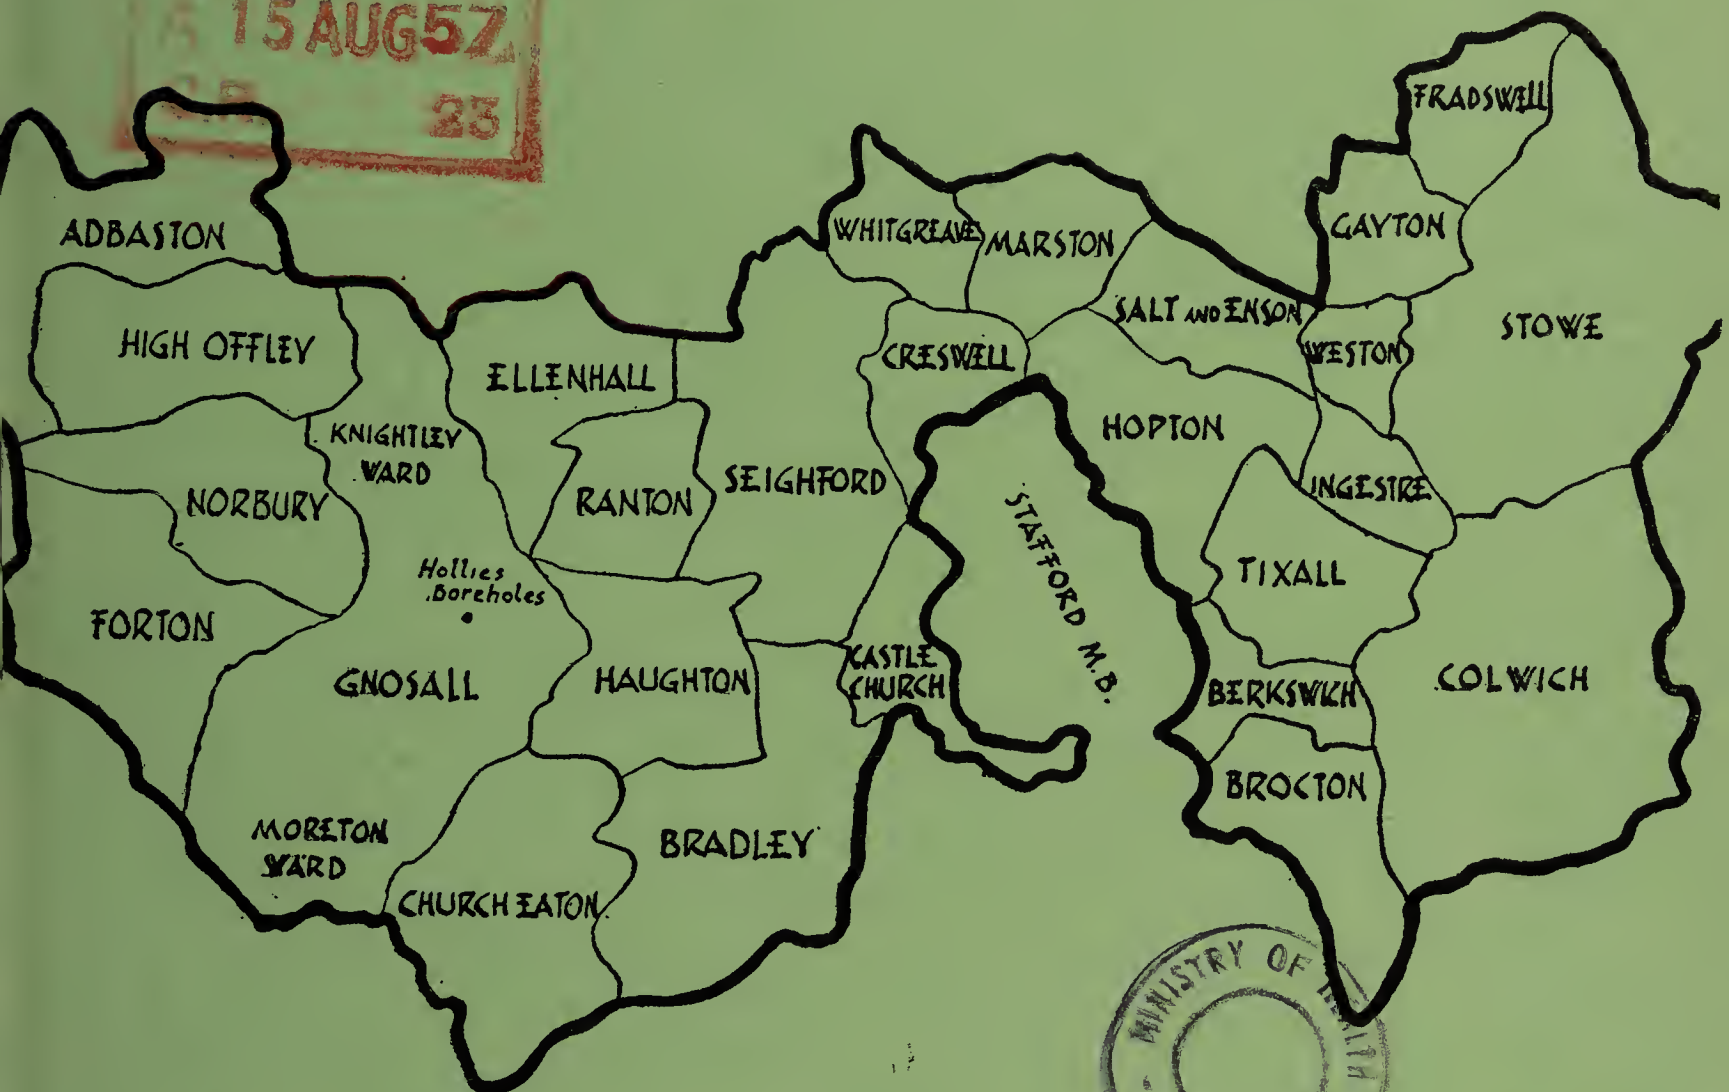 15 AUG 57
23
FRADSWELL
ADBASTON
WHITGREAVE
MARSTON
GAYTON
HIGH OFFLEY
ELLENHALL
CRESWELL
SALT AND ENSON
WESTON
STOWE
KNIGHTLEY
WARD
NORBURY
RANTON
SEIGHFORD
HOPTON
INGESTRE
STAFFORD M.B.
TIXALL
Hollies
Boreholes
FORTON
GNOSALL
HAUGHTON
CASTLE
CHURCH
BERKSWICH
COLWICH
BROCTON
MORETON
WARD
BRADLEY
CHURCH EATON
MINISTRY OF HEALTH